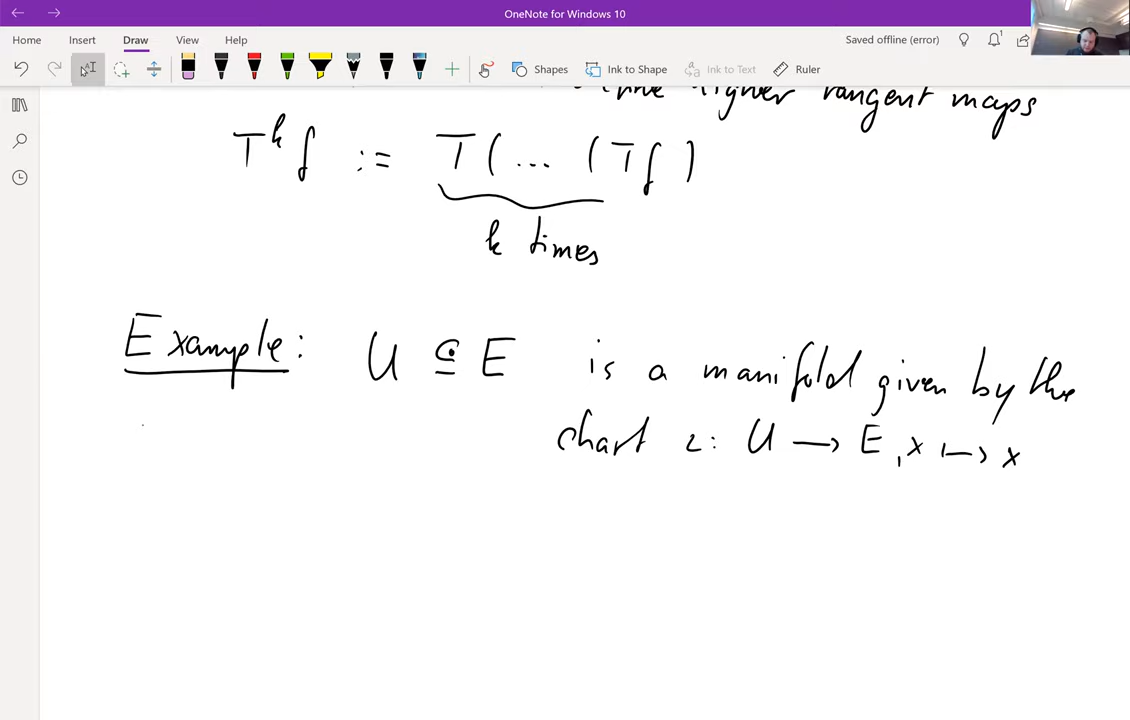 OneNote for Windows 10
Home Insert Draw View Help
Saved offline (error)
Shapes Ink to Shape Ink to Text Ruler
higher tangent maps
T^k f := T(... (Tf)
k times
Example: U ⊆ E is a manifold given by the
chart ι: U → E, x ↦ x